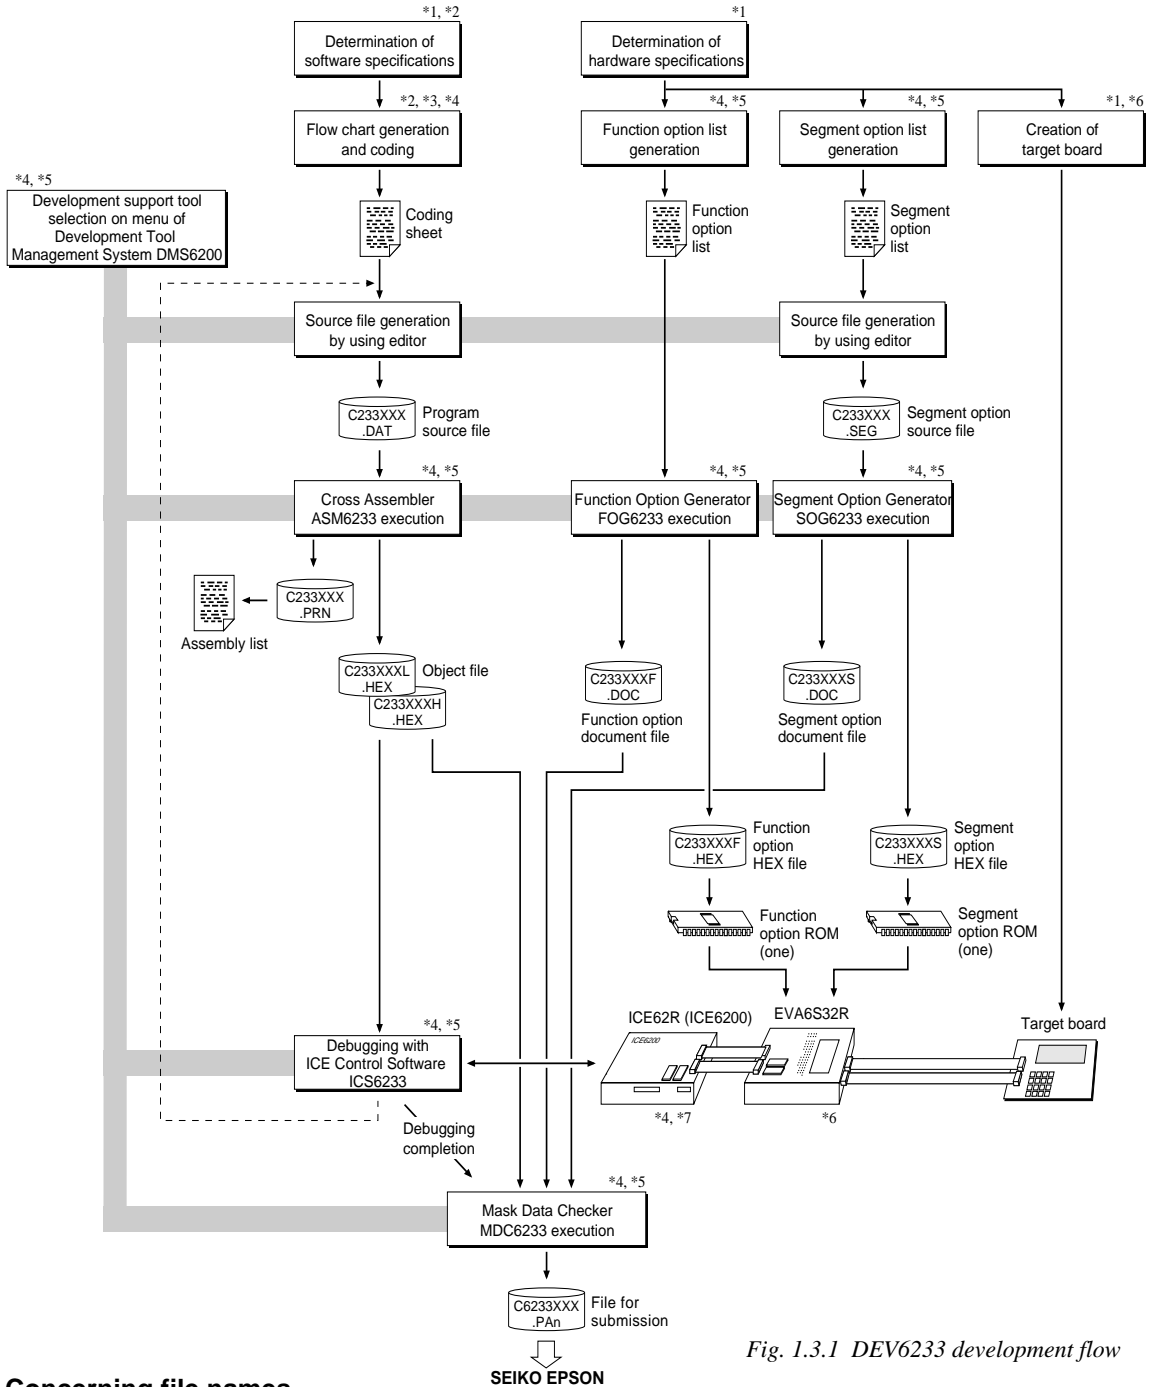 *1, *2
Determination of
software specifications
*1
Determination of
hardware specifications
*2, *3, *4
Flow chart generation
and coding
*4, *5
Function option list
generation
*4, *5
Segment option list
generation
*1, *6
Creation of
target board
*4, *5
Development support tool
selection on menu of
Development Tool
Management System DMS6200
Coding
sheet
Function
option
list
Segment
option
list
Source file generation
by using editor
Source file generation
by using editor
C233XXX
.DAT
Program
source file
C233XXX
.SEG
Segment option
source file
*4, *5
Cross Assembler
ASM6233 execution
*4, *5
Function Option Generator
FOG6233 execution
*4, *5
Segment Option Generator
SOG6233 execution
C233XXX
.PRN
Assembly list
C233XXXL
.HEX
Object file
C233XXXH
.HEX
C233XXXF
.DOC
Function option
document file
C233XXXS
.DOC
Segment option
document file
C233XXXF
.HEX
Function
option
HEX file
C233XXXS
.HEX
Segment
option
HEX file
Function
option ROM
(one)
Segment
option ROM
(one)
*4, *5
Debugging with
ICE Control Software
ICS6233
ICE62R (ICE6200)
ICE6200
*4, *7
EVA6S32R
*6
Target board
Debugging
completion
*4, *5
Mask Data Checker
MDC6233 execution
C6233XXX
.PAn
File for
submission
SEIKO EPSON
Fig. 1.3.1 DEV6233 development flow
Concerning file names